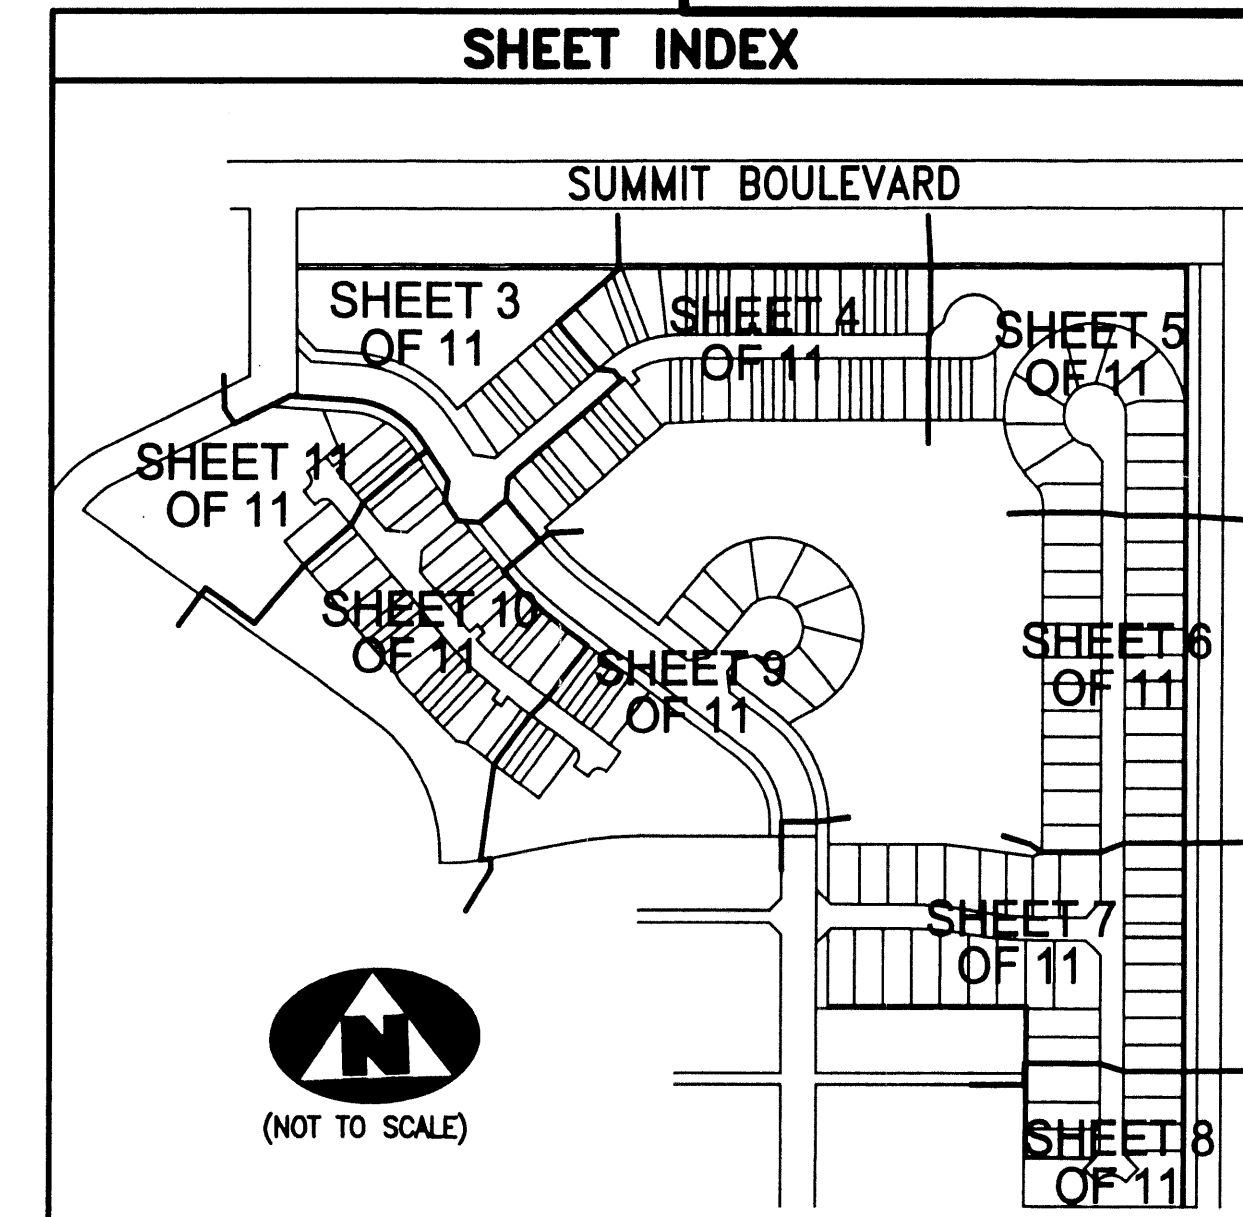 SHEET INDEX
SUMMIT BOULEVARD
SHEET 3
OF 11
SHEET 4
OF 11
SHEET 5
OF 11
SHEET 11
OF 11
SHEET 10
OF 11
SHEET 9
OF 11
SHEET 6
OF 11
SHEET 7
OF 11
N
(NOT TO SCALE)
SHEET 8
OF 11